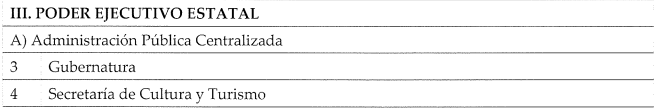 III. PODER EJECUTIVO ESTATAL
A) Administración Pública Centralizada
3 Gubernatura
4 Secretaría de Cultura y Turismo